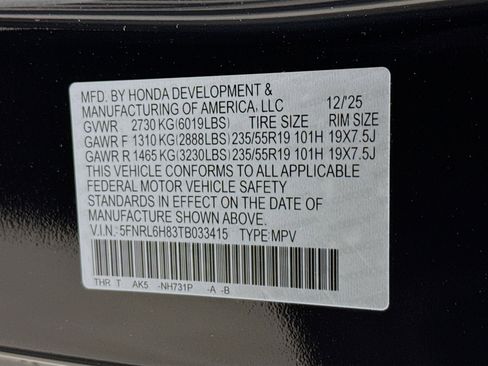 MFD. BY HONDA DEVELOPMENT &
MANUFACTURING OF AMERICA, LLC 12/'25
GVWR 2730 KG(6019LBS) TIRE SIZE RIM SIZE
GAWR F 1310 KG(2888LBS) 235/55R19 101H 19X7.5J
GAWR R 1465 KG(3230LBS) 235/55R19 101H 19X7.5J
THIS VEHICLE CONFORMS TO ALL APPLICABLE
FEDERAL MOTOR VEHICLE SAFETY
STANDARDS IN EFFECT ON THE DATE OF
MANUFACTURE SHOWN ABOVE.
V.I.N.: 5FNRL6H83TB033415 TYPE:MPV
THR T AK5 -NH731P -A -B